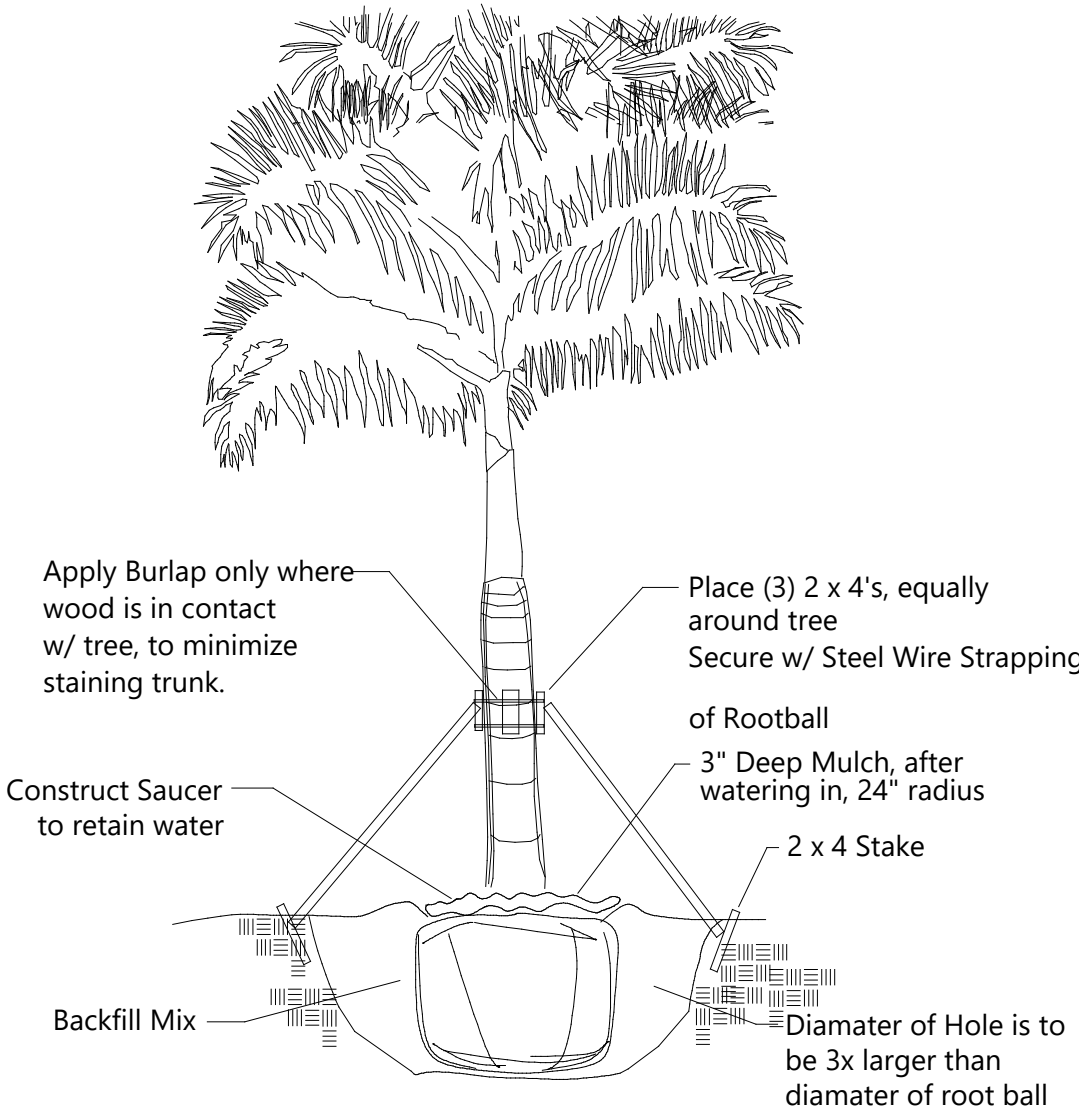 Apply Burlap only where
wood is in contact
w/ tree, to minimize
staining trunk.
Place (3) 2 x 4's, equally
around tree
Secure w/ Steel Wire Strapping
of Rootball
3" Deep Mulch, after
watering in, 24" radius
Construct Saucer
to retain water
2 x 4 Stake
Backfill Mix
Diamater of Hole is to
be 3x larger than
diamater of root ball